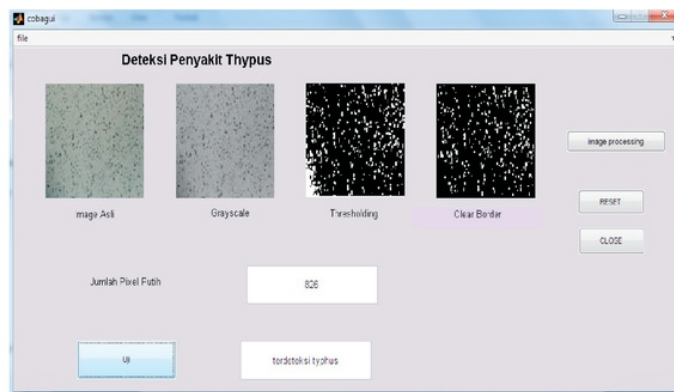 cobagui
file
Deteksi Penyakit Thypus
image processing
mage Asli
Grayscale
Thresholding
Clear Border
RESET
CLOSE
Jumlah Pixel Putih
826
Uji
terdeteksi typhus